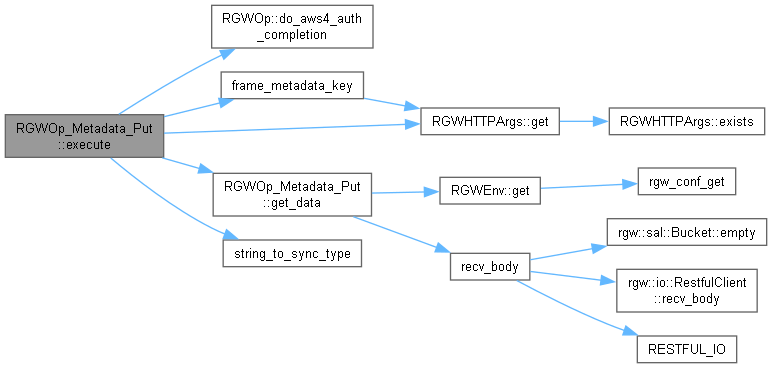 RGWOp::do_aws4_auth
_completion
frame_metadata_key
RGWOp_Metadata_Put
::execute
RGWHTTPArgs::get
RGWHTTPArgs::exists
RGWOp_Metadata_Put
::get_data
RGWEnv::get
rgw_conf_get
string_to_sync_type
recv_body
rgw::sal::Bucket::empty
rgw::io::RestfulClient
::recv_body
RESTFUL_IO